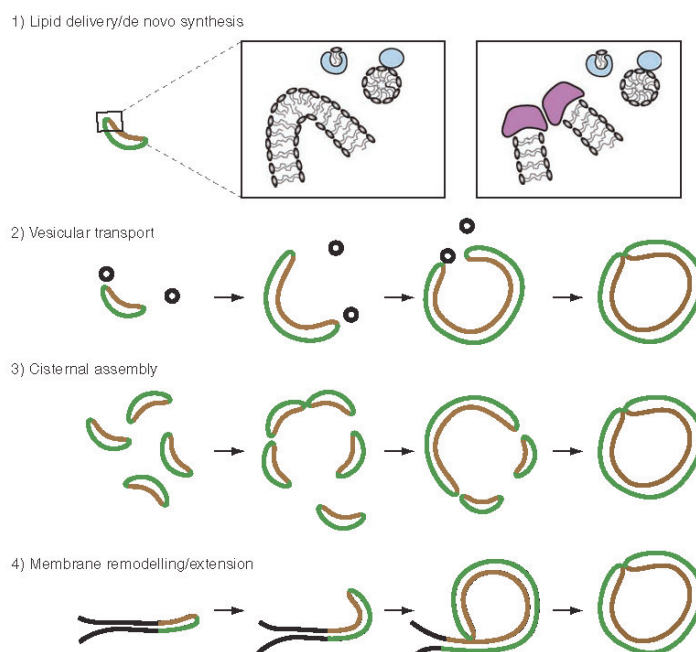 1) Lipid delivery/de novo synthesis
2) Vesicular transport
3) Cisternal assembly
4) Membrane remodelling/extension